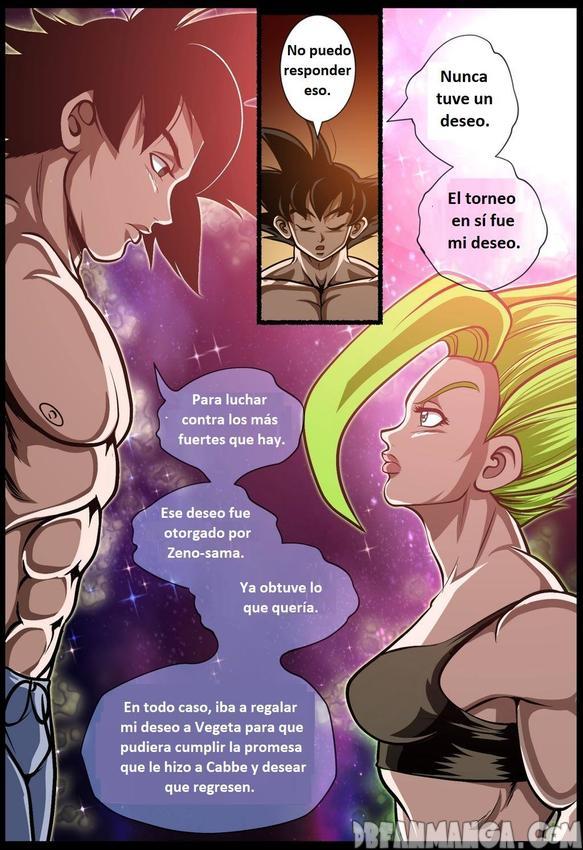 No puedo
responder
eso.
Nunca
tuve un
deseo.
El torneo
en sí fue
mi deseo.
Para luchar
contra los más
fuertes que hay.
Ese deseo fue
otorgado por
Zeno-sama.
Ya obtuve lo
que quería.
En todo caso, iba a regalar
mi deseo a Vegeta para que
pudiera cumplir la promesa
que le hizo a Cabbe y desear
que regresen.
DBFANMANGA.COM